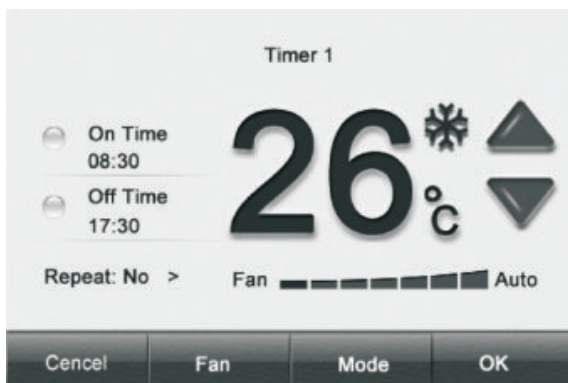 Timer 1
On Time
08:30
Off Time
17:30
26°C
Repeat: No >
Fan Auto
Cencel Fan Mode OK